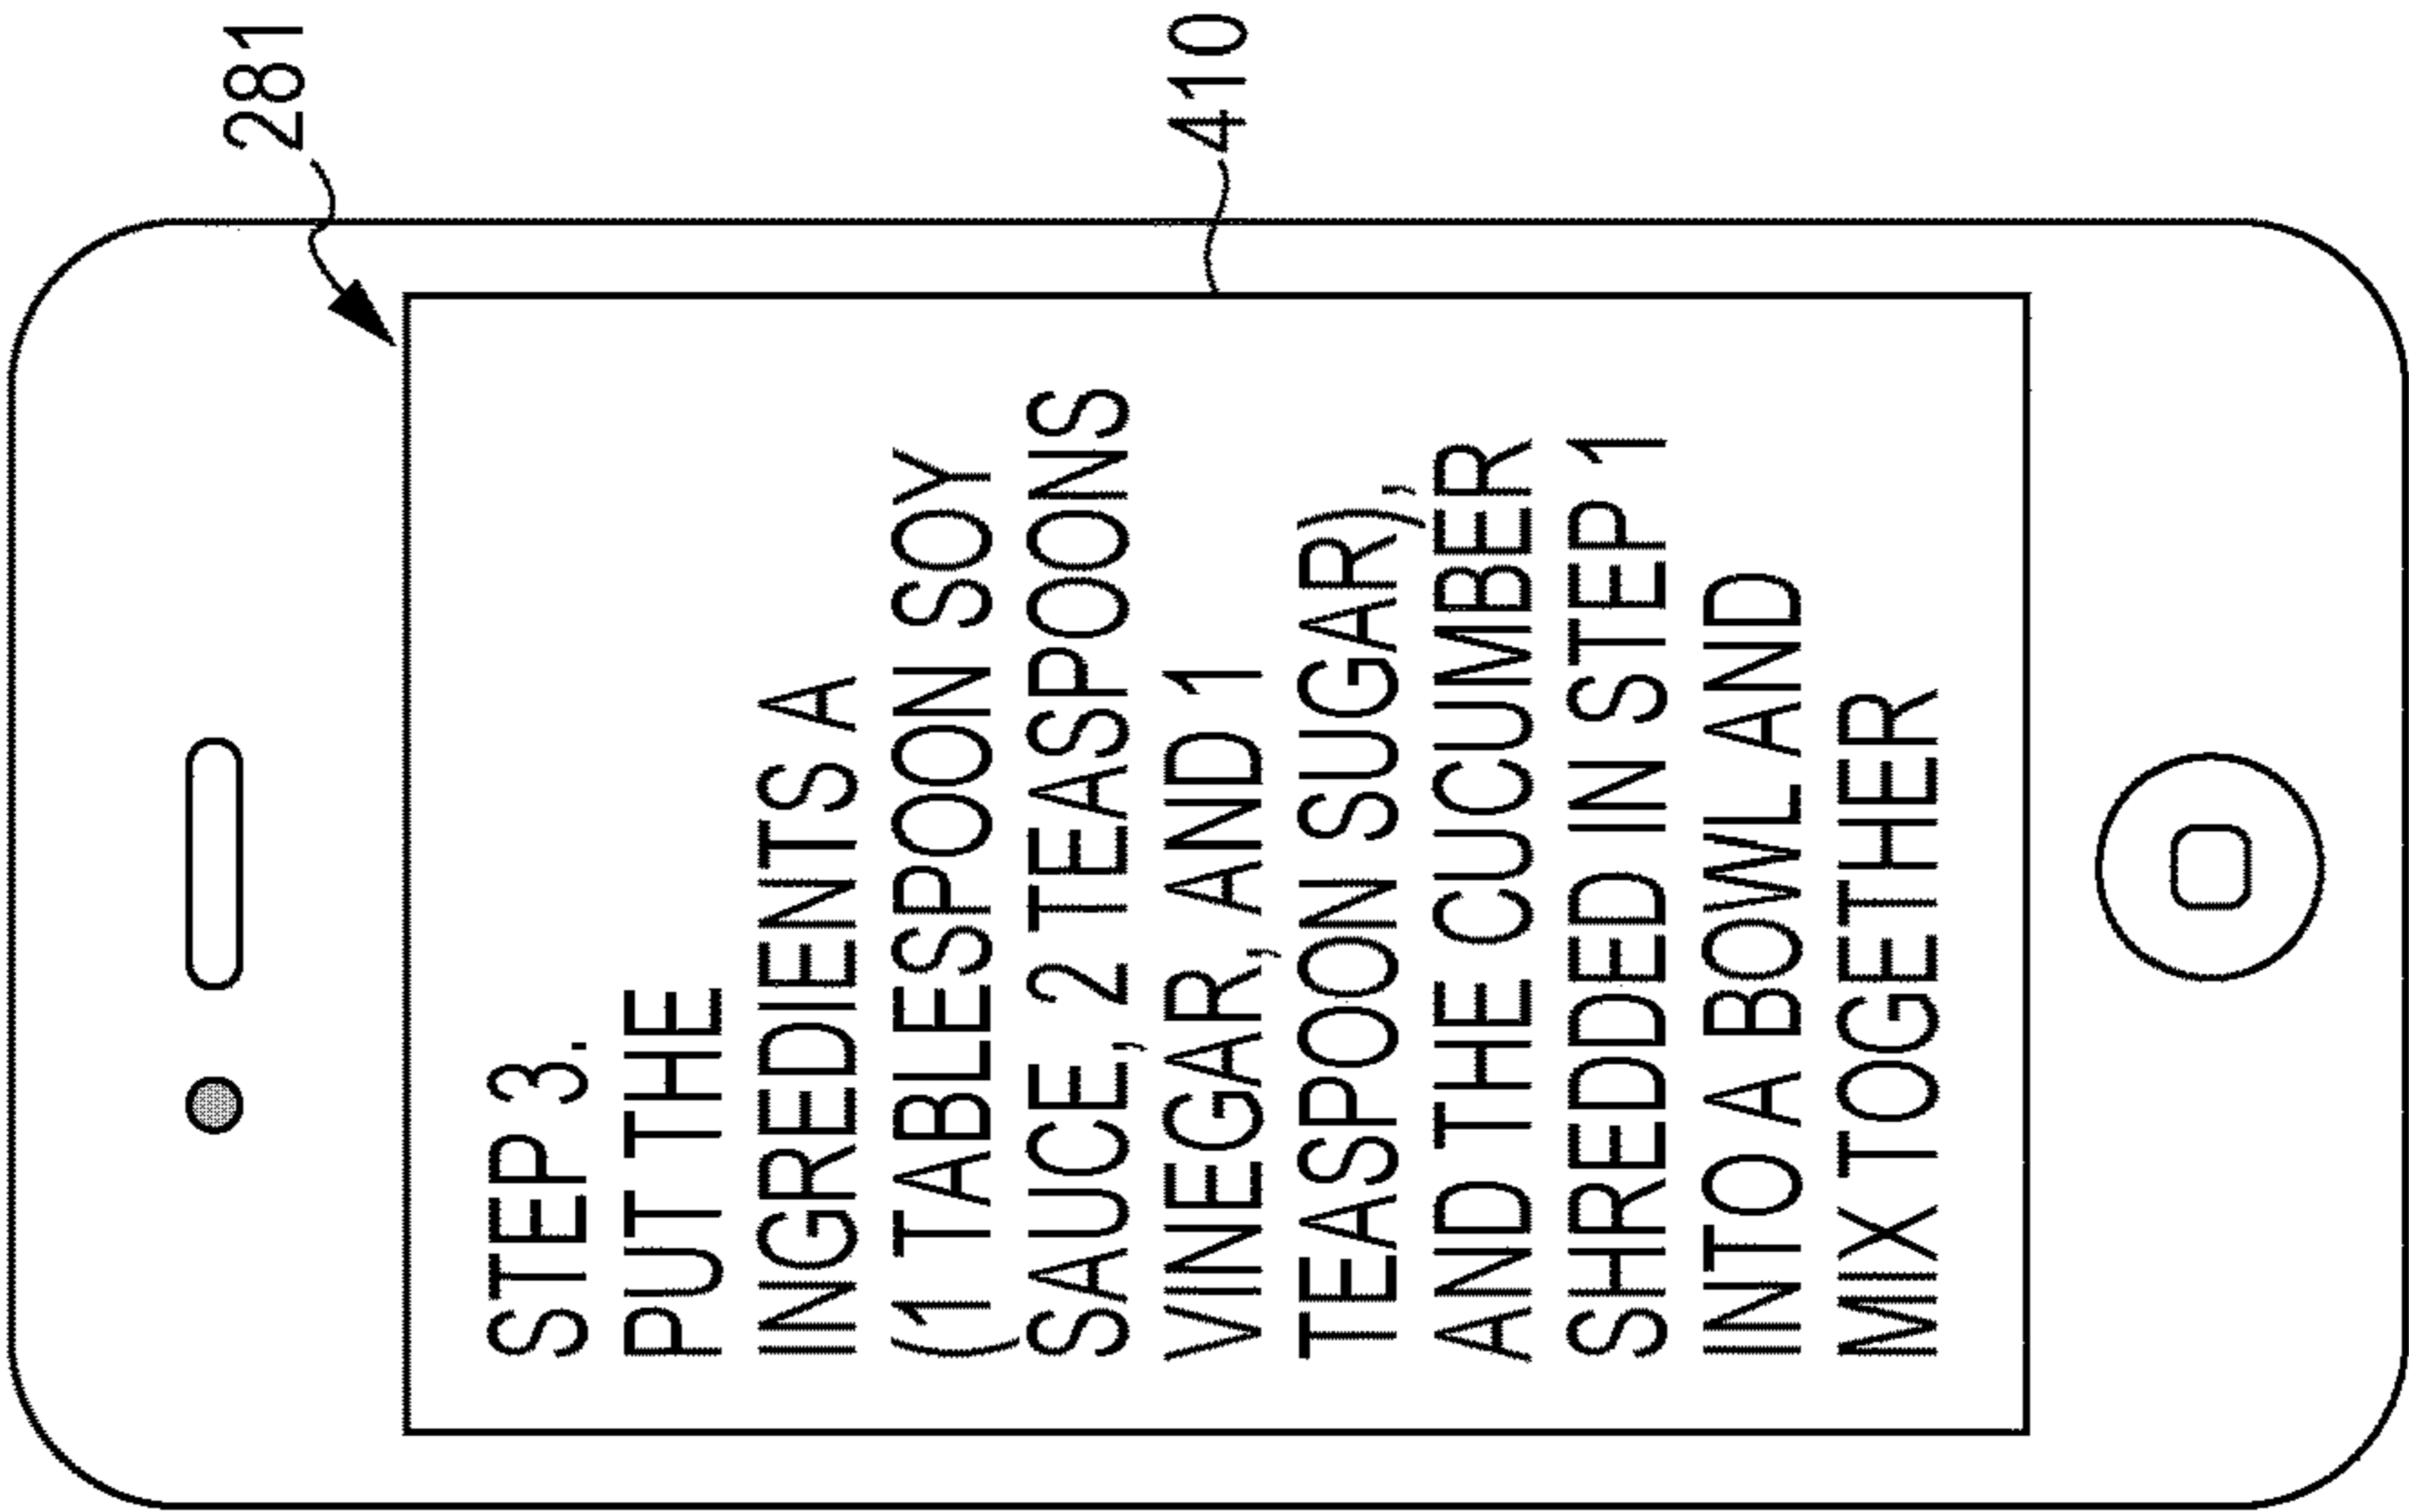 281
410
STEP 3.
PUT THE
INGREDIENTS A
(1 TABLESPOON SOY
SAUCE, 2 TEASPOONS
VINEGAR, AND 1
TEASPOON SUGAR),
AND THE CUCUMBER
SHREDDED IN STEP 1
INTO A BOWL AND
MIX TOGETHER